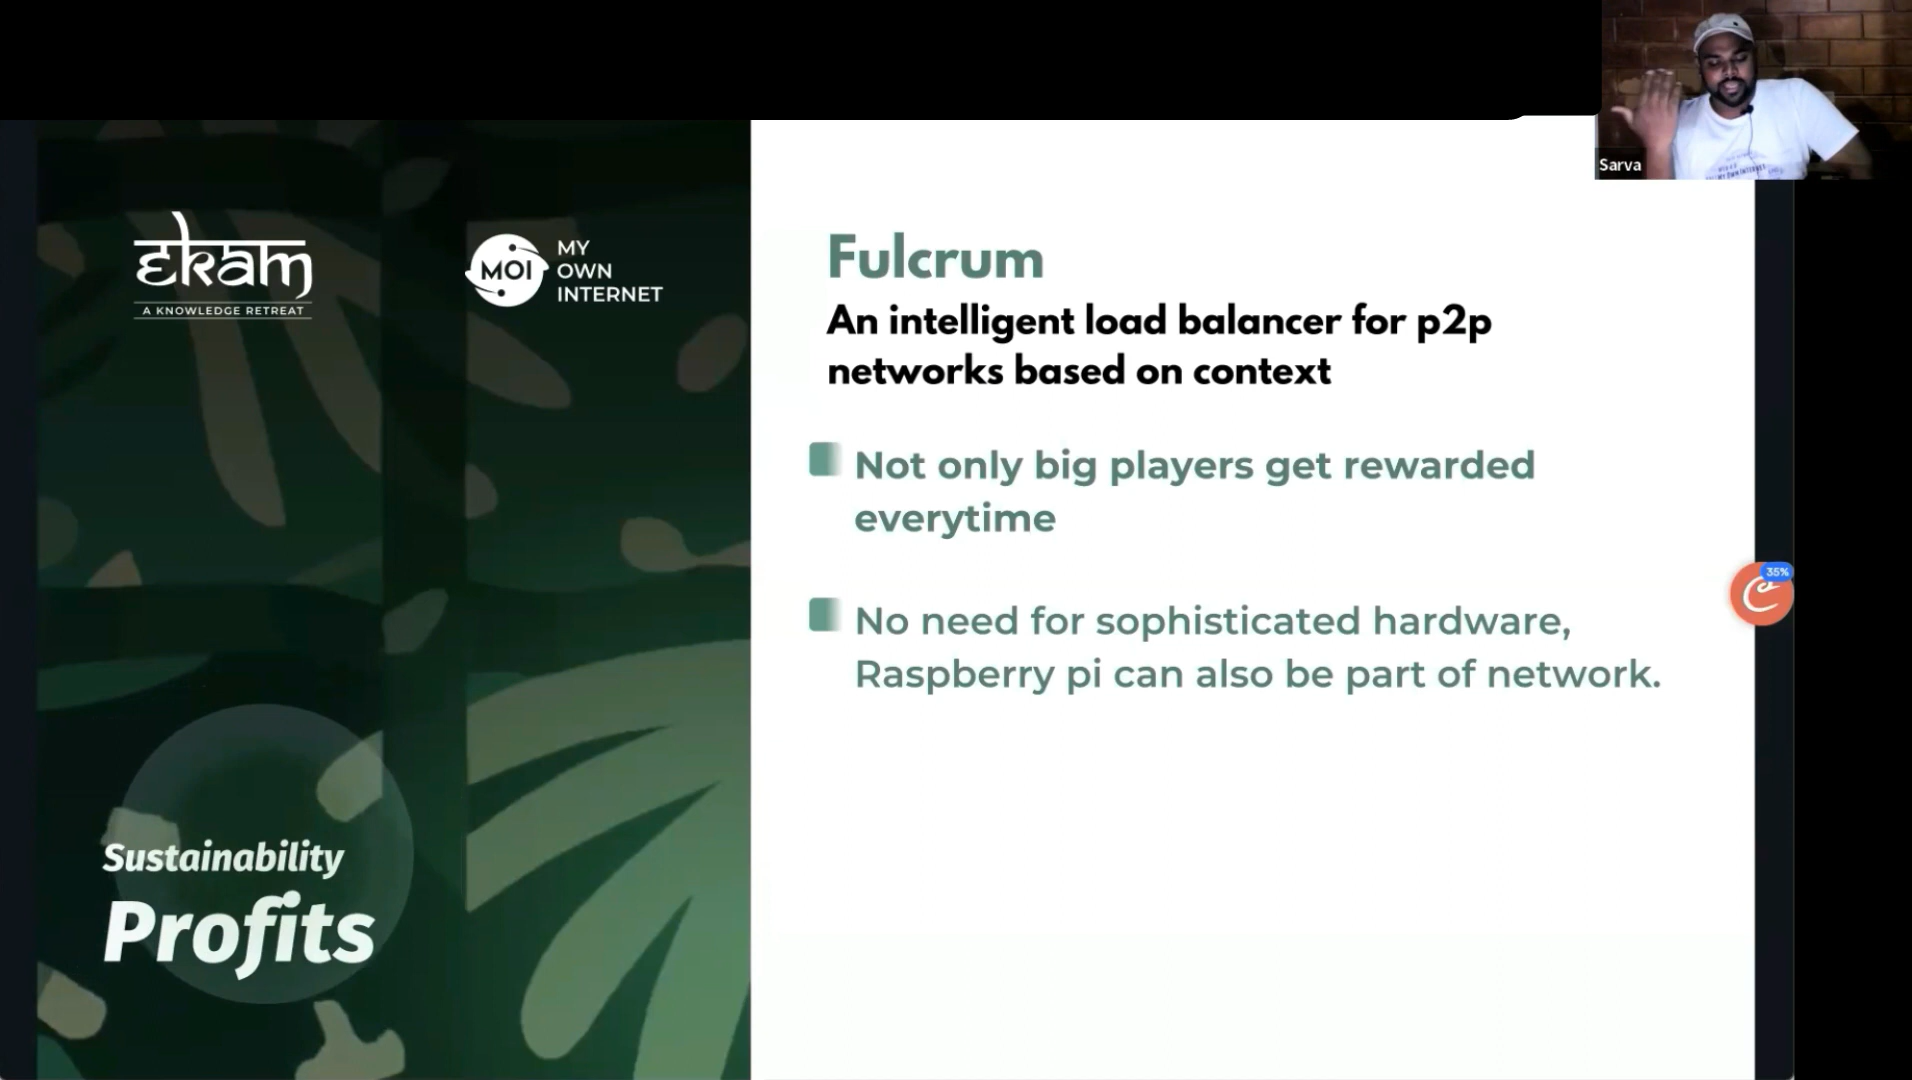 Sarva
ekam
A KNOWLEDGE RETREAT
MOI
MY
OWN
INTERNET
Fulcrum
An intelligent load balancer for p2p
networks based on context
Not only big players get rewarded
everytime
No need for sophisticated hardware,
Raspberry pi can also be part of network.
35%
Sustainability
Profits